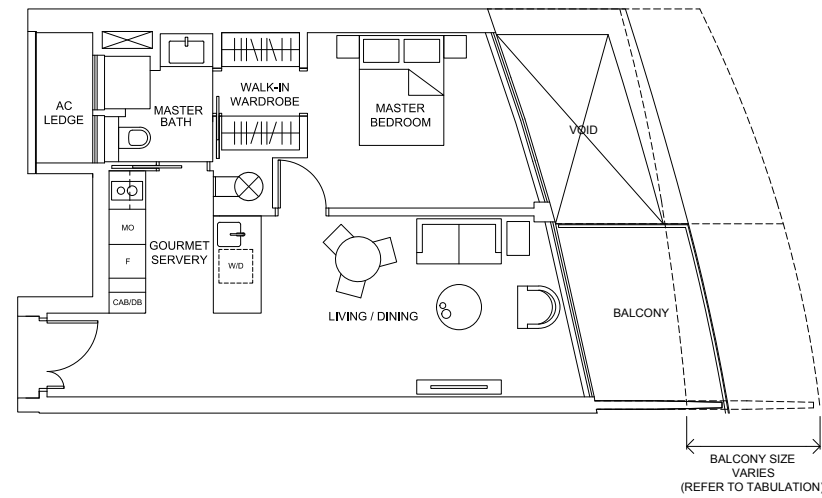 AC
LEDGE
MASTER
BATH
WALK-IN
WARDROBE
MASTER
BEDROOM
VOID
MO
F
CAB/DB
GOURMET
SERVERY
W/D
LIVING / DINING
BALCONY
BALCONY SIZE
VARIES
(REFER TO TABULATION)